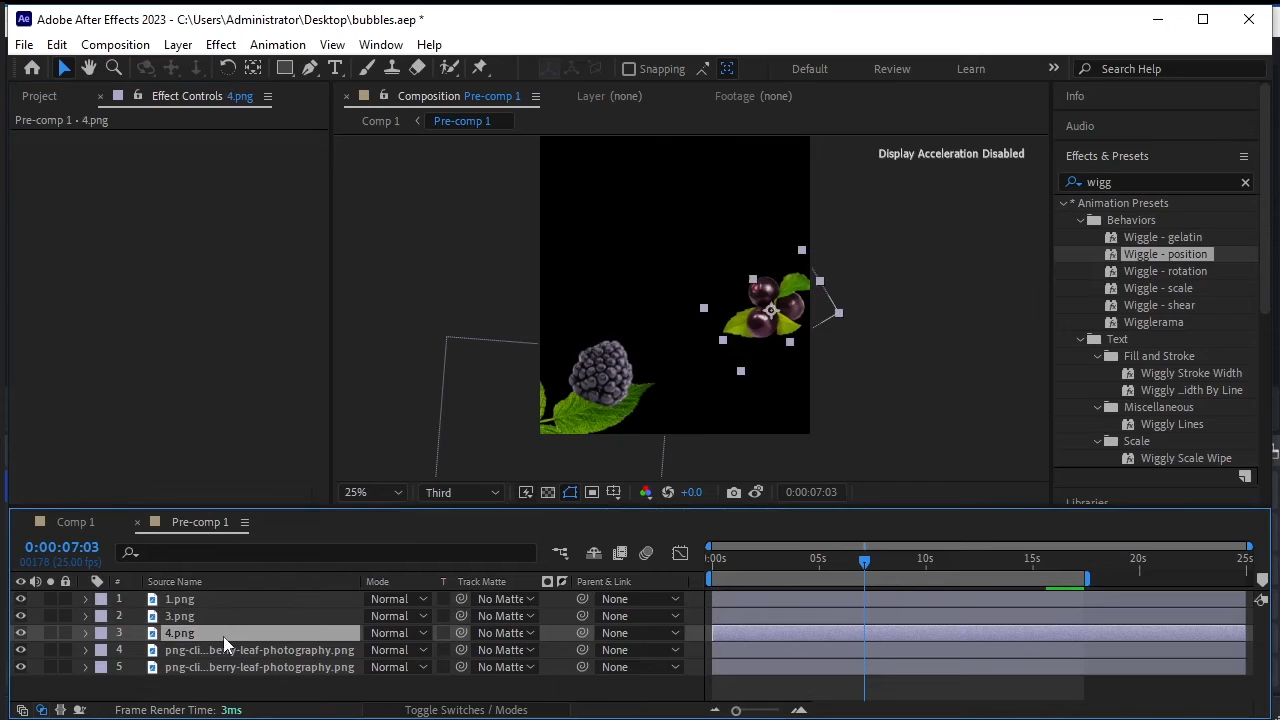 Adobe After Effects 2023 - C:\Users\Administrator\Desktop\bubbles.aep *
File Edit Composition Layer Effect Animation View Window Help
Snapping Default Review Learn Search Help
Project Effect Controls 4.png Composition Pre-comp 1 Layer (none) Footage (none) Info
Pre-comp 1 • 4.png Comp 1 Pre-comp 1 Audio
Display Acceleration Disabled
Effects & Presets
wigg
* Animation Presets
Behaviors
Wiggle - gelatin
Wiggle - position
Wiggle - rotation
Wiggle - scale
Wiggle - shear
Wigglerama
Text
Fill and Stroke
Wiggly Stroke Width
Wiggly ...idth By Line
Miscellaneous
Wiggly Lines
Scale
Wiggly Scale Wipe
25% Third +0.0 0:00:07:03
Comp 1 Pre-comp 1
0:00:07:03
00178 (25.00 fps)
05s 10s 15s 20s 25s
# Source Name Mode T Track Matte Parent & Link
1 1.png Normal No Matte None
2 3.png Normal No Matte None
3 4.png Normal No Matte None
4 png-cli...berry-leaf-photography.png Normal No Matte None
5 png-cli...berry-leaf-photography.png Normal No Matte None
Frame Render Time: 3ms Toggle Switches / Modes